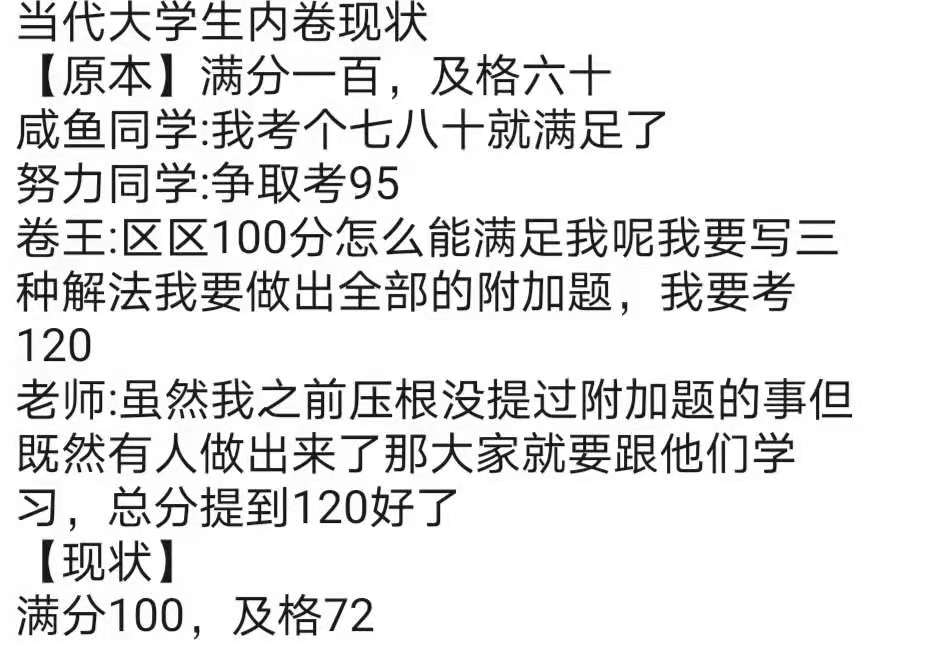 当代大学生内卷现状
【原本】满分一百，及格六十
咸鱼同学:我考个七八十就满足了
努力同学:争取考95
卷王:区区100分怎么能满足我呢我要写三
种解法我要做出全部的附加题，我要考
120
老师:虽然我之前压根没提过附加题的事但
既然有人做出来了那大家就要跟他们学
习，总分提到120好了
【现状】
满分100，及格72